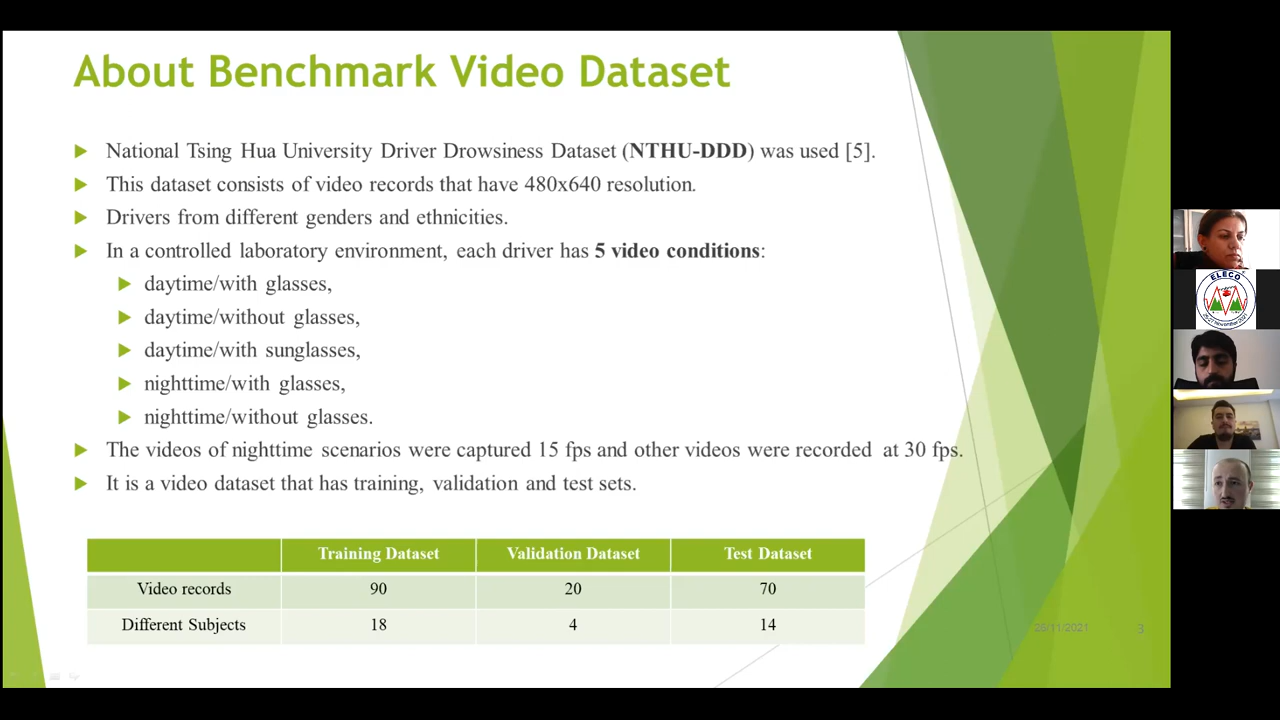 About Benchmark Video Dataset
National Tsing Hua University Driver Drowsiness Dataset (NTHU-DDD) was used [5].
This dataset consists of video records that have 480x640 resolution.
Drivers from different genders and ethnicities.
In a controlled laboratory environment, each driver has 5 video conditions:
daytime/with glasses,
daytime/without glasses,
daytime/with sunglasses,
nighttime/with glasses,
nighttime/without glasses.
The videos of nighttime scenarios were captured 15 fps and other videos were recorded at 30 fps.
It is a video dataset that has training, validation and test sets.
Training Dataset Validation Dataset Test Dataset
Video records 90 20 70
Different Subjects 18 4 14
26/11/2021 3
ELECO